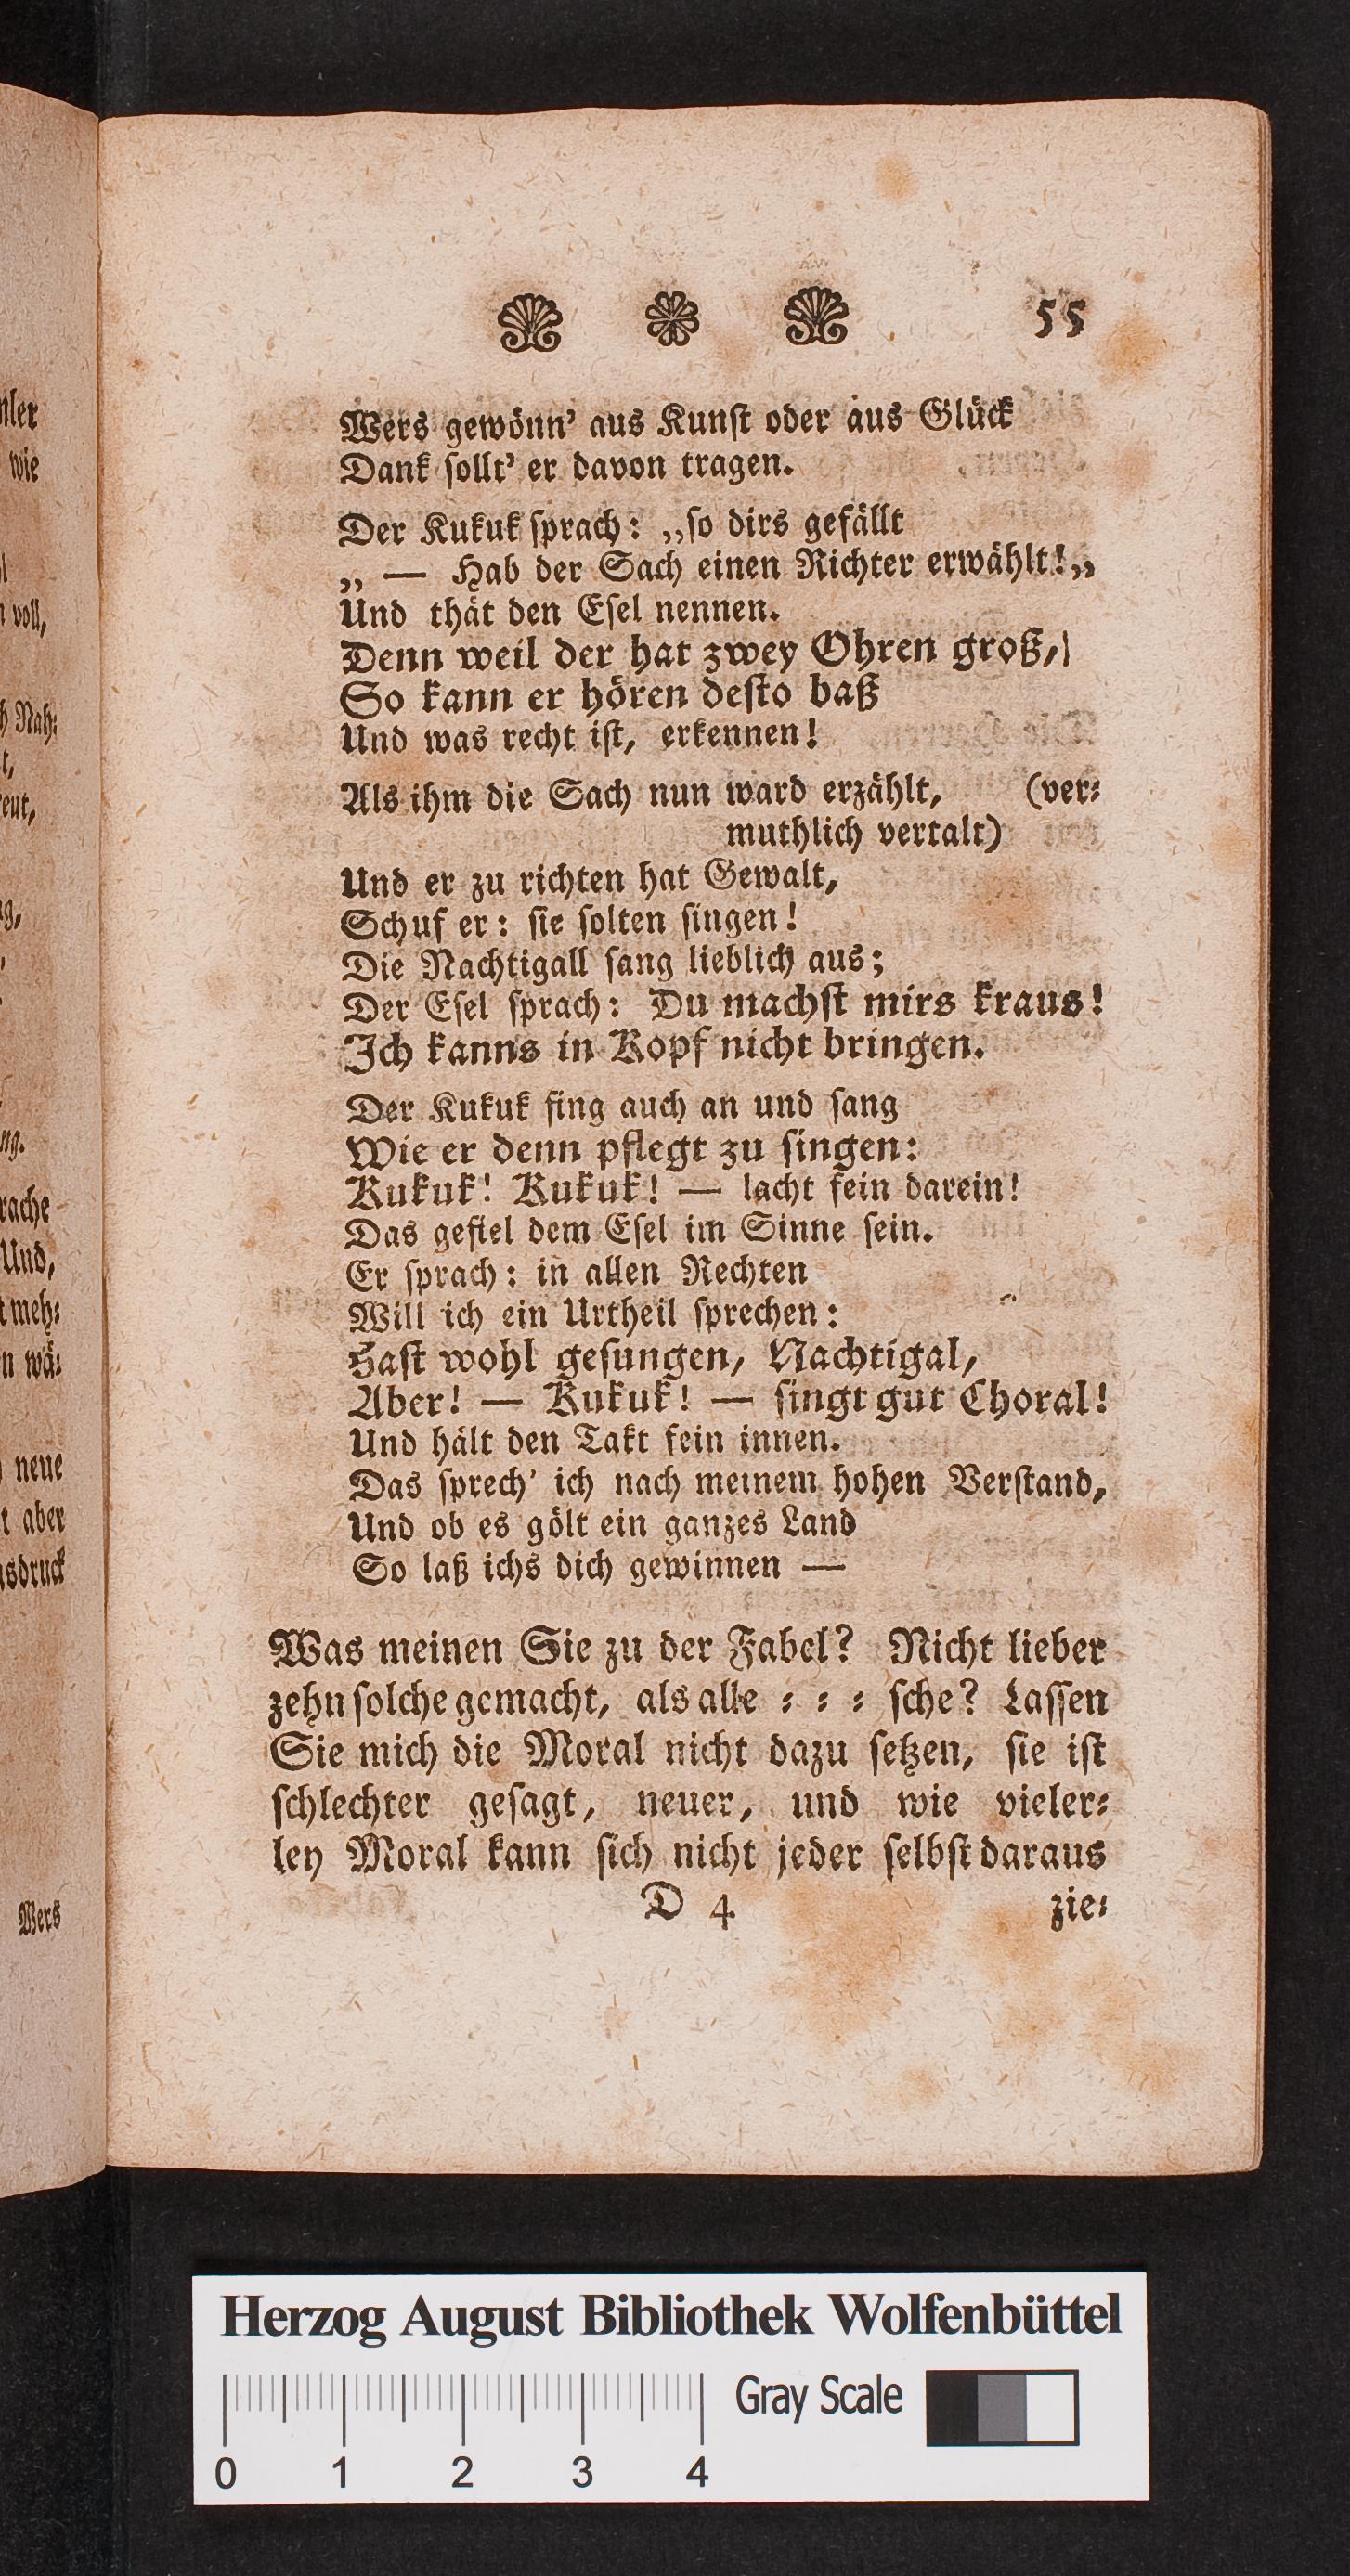 55
Wers gewönn’ aus Kunst oder aus Glück
Dank sollt’ er davon tragen.
Der Kukuk sprach: „so dirs gefällt
„ — Hab der Sach einen Richter erwählt!„
Und thät den Esel nennen.
Denn weil der hat zwey Ohren groß,
So kann er hören desto baß
Und was recht ist, erkennen!
Als ihm die Sach nun ward erzählt, (ver⸗
muthlich vertalt)
Und er zu richten hat Gewalt,
Schuf er: sie solten singen!
Die Nachtigall sang lieblich aus;
Der Esel sprach: Du machst mirs kraus!
Ich kanns in Kopf nicht bringen.
Der Kukuk fing auch an und sang
Wie er denn pflegt zu singen:
Kukuk! Kukuk! — lacht fein darein!
Das gefiel dem Esel im Sinne sein.
Er sprach: in allen Rechten
Will ich ein Urtheil sprechen:
Hast wohl gesungen, Nachtigal,
Aber! — Kukuk! — singt gut Choral!
Und hält den Takt fein innen.
Das sprech’ ich nach meinem hohen Verstand,
Und ob es gölt ein ganzes Land
So laß ichs dich gewinnen —
Was meinen Sie zu der Fabel? Nicht lieber
zehn solche gemacht, als alle ⸗ ⸗ ⸗ sche? Lassen
Sie mich die Moral nicht dazu setzen, sie ist
schlechter gesagt, neuer, und wie vieler⸗
ley Moral kann sich nicht jeder selbst daraus
D 4 zie⸗
Herzog August Bibliothek Wolfenbüttel
Gray Scale
0 1 2 3 4